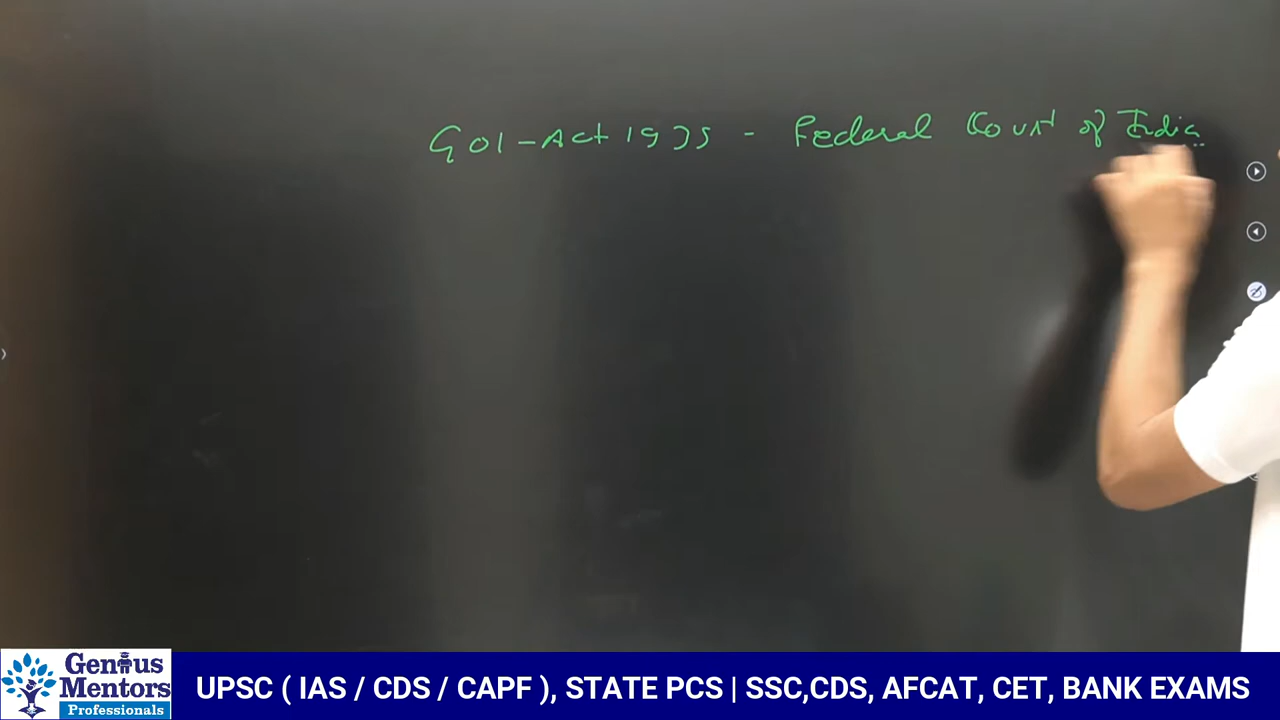 GOI-Act 1935 - Federal Court of India
Genius
Mentors
Professionals
UPSC ( IAS / CDS / CAPF ), STATE PCS | SSC,CDS, AFCAT, CET, BANK EXAMS